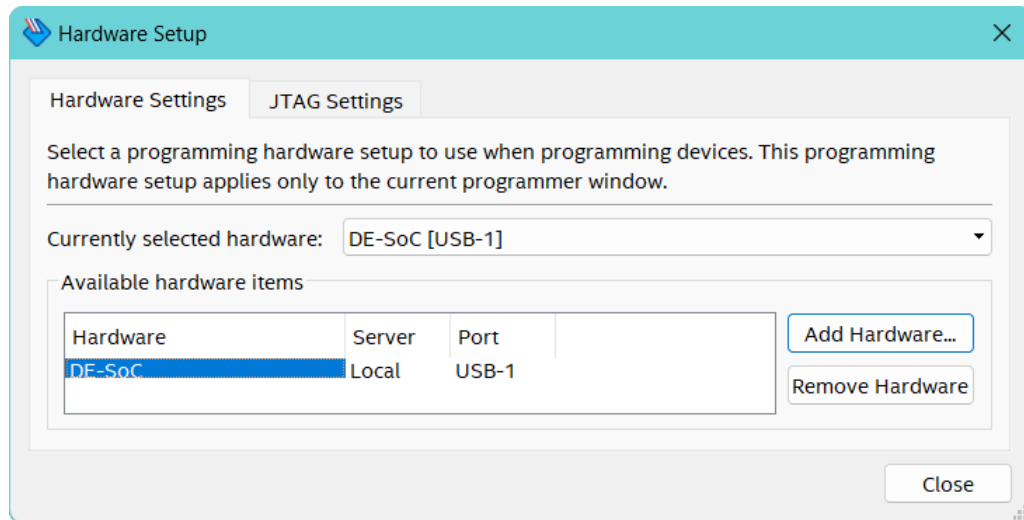 Hardware Setup
Hardware Settings JTAG Settings
Select a programming hardware setup to use when programming devices. This programming
hardware setup applies only to the current programmer window.
Currently selected hardware: DE-SoC [USB-1]
Available hardware items
Hardware Server Port
DE-SoC Local USB-1
Add Hardware...
Remove Hardware
Close